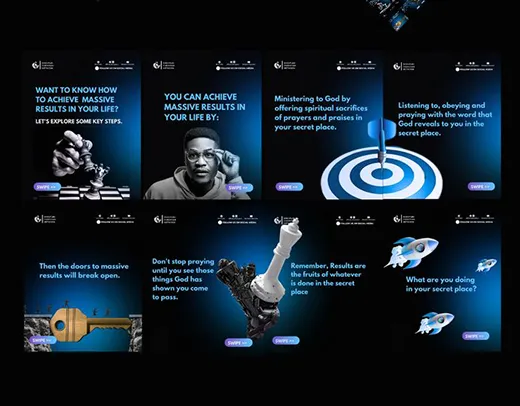 WANT TO KNOW HOW
TO ACHIEVE MASSIVE
RESULTS IN YOUR LIFE?
LET'S EXPLORE SOME KEY STEPS.
SWIPE >>
YOU CAN ACHIEVE
MASSIVE RESULTS IN
YOUR LIFE BY:
SWIPE >>
Ministering to God by
offering spiritual sacrifices
of prayers and praises in
your secret place.
SWIPE >>
Listening to, obeying and
praying with the word that
God reveals to you in the
secret place.
SWIPE >>
Then the doors to massive
results will break open.
SWIPE >>
Don't stop praying
until you see those
things God has
shown you come
to pass.
SWIPE >>
Remember, Results are
the fruits of whatever
is done in the secret
place
SWIPE >>
What are you doing
in your secret place?
SWIPE >>